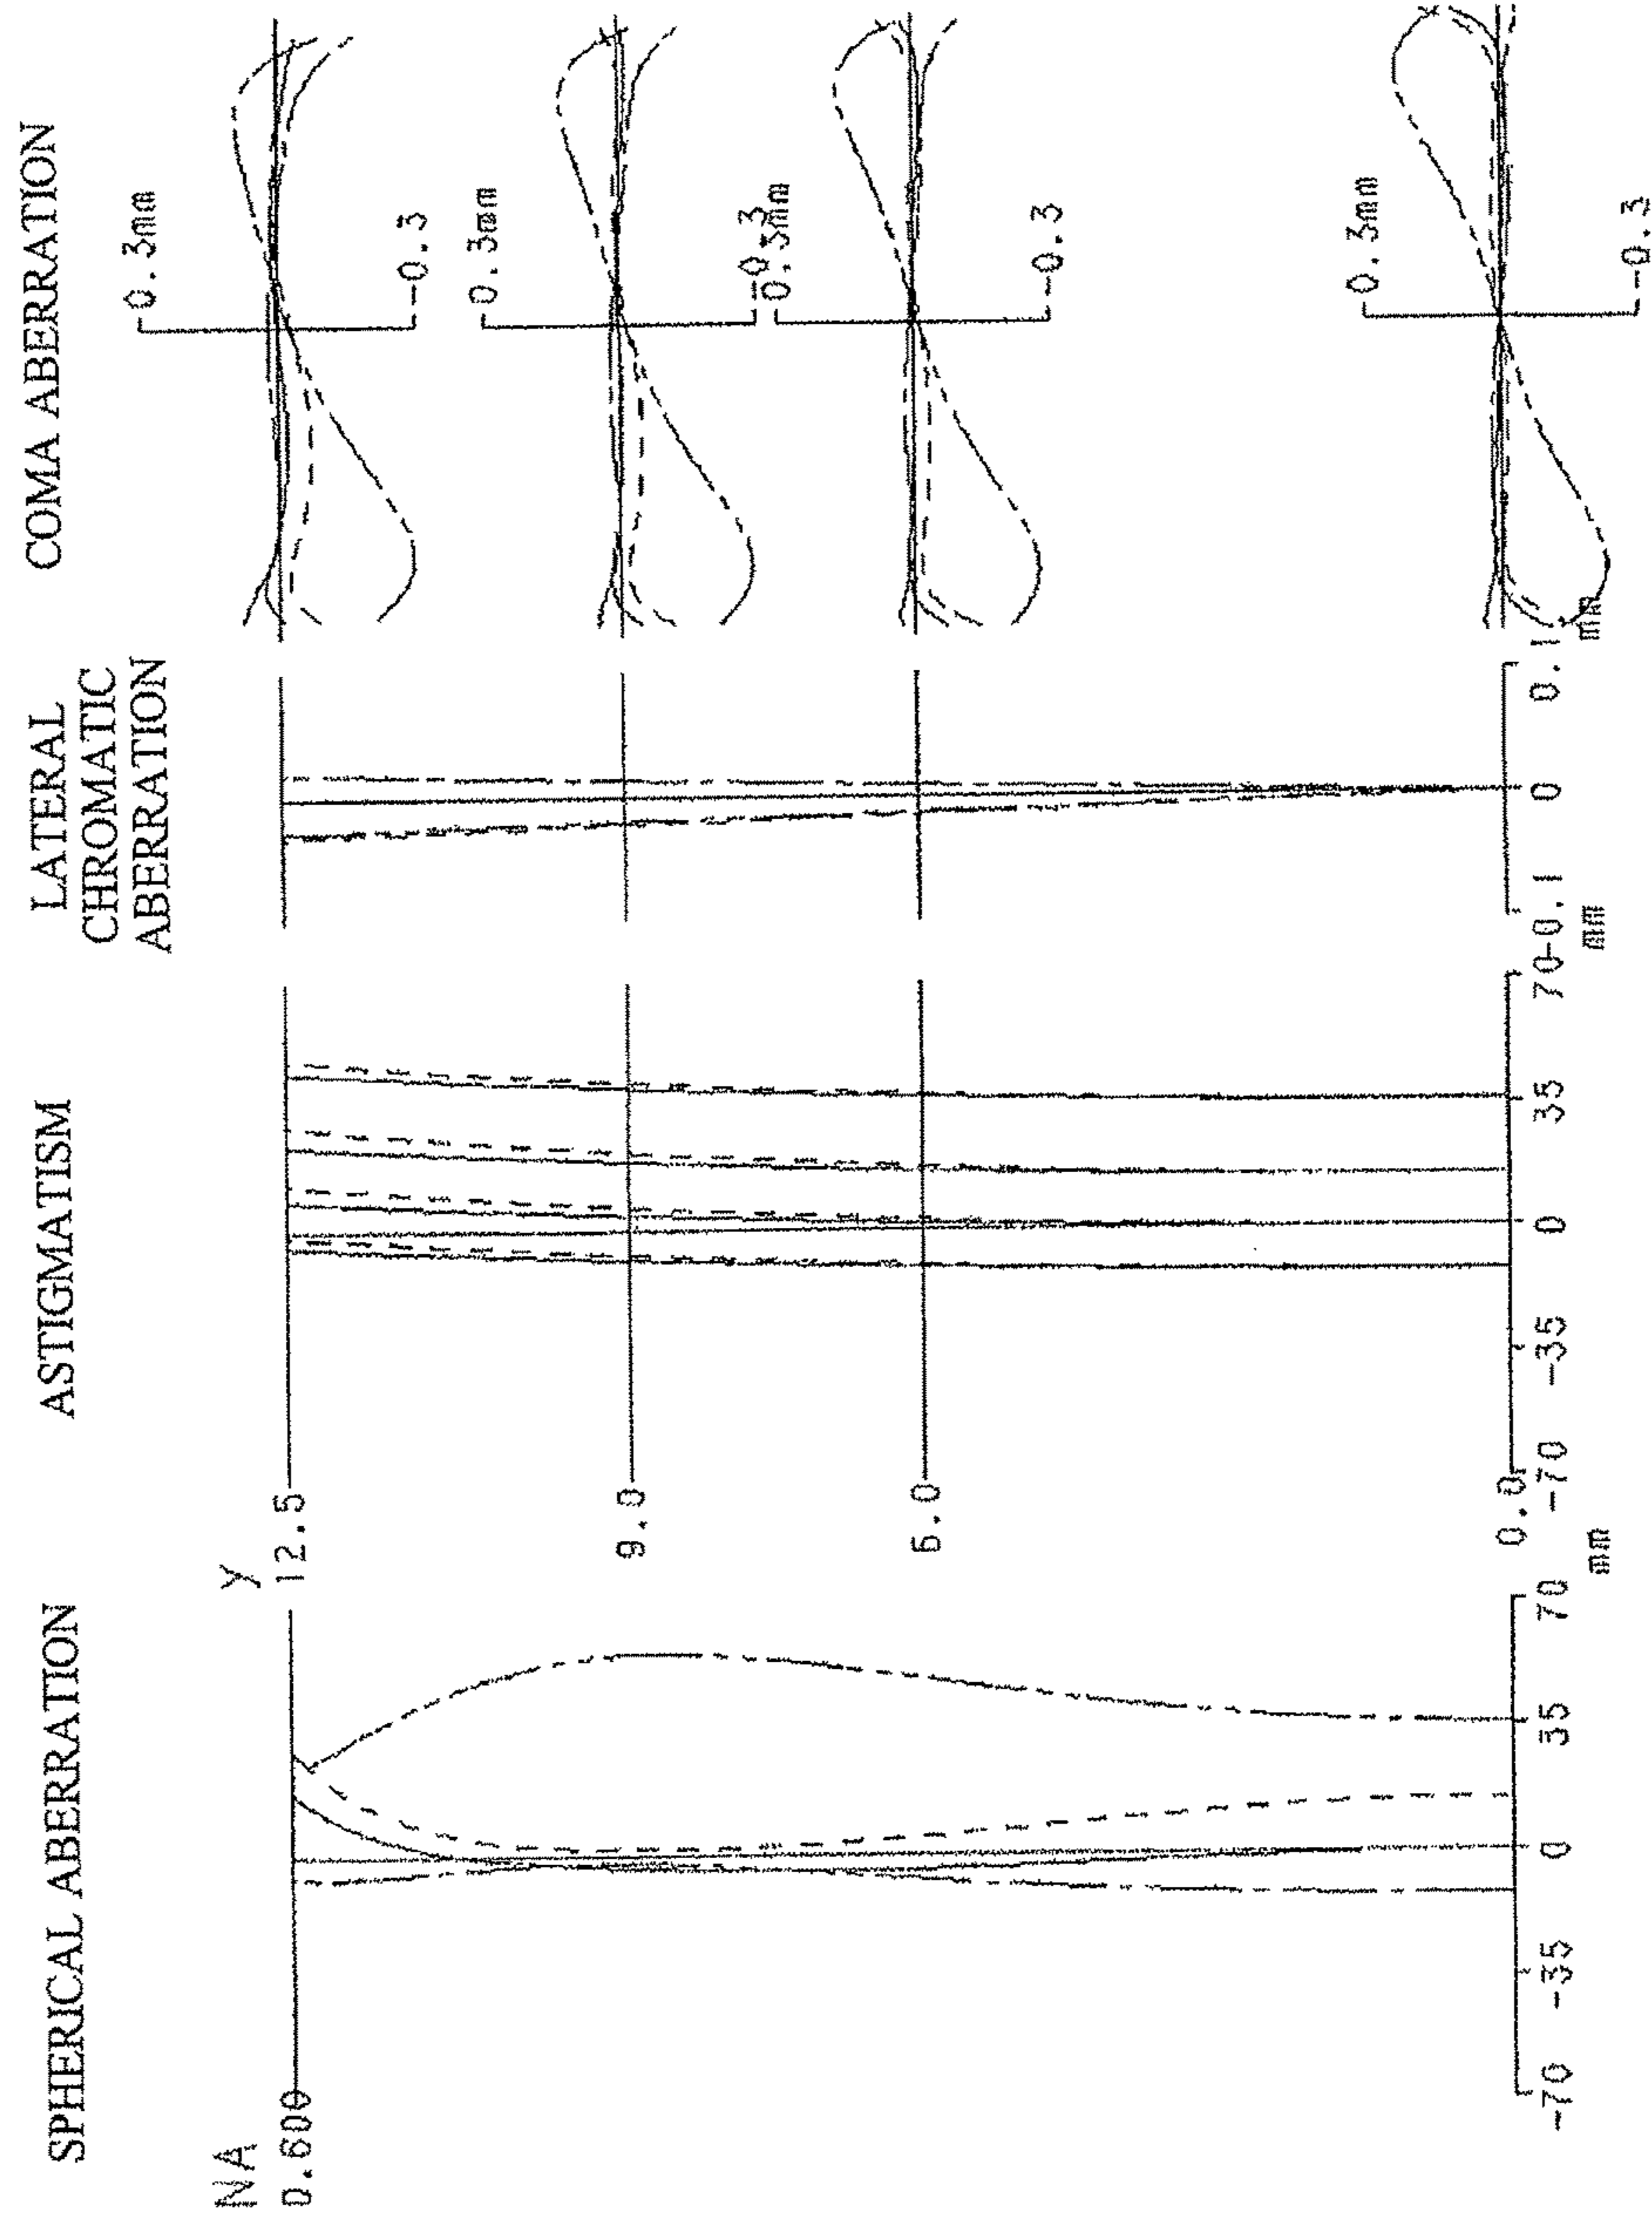 SPHERICAL ABERRATION
NA
0.600
-70 -35 0 35 70
mm
ASTIGMATISM
Y
12.5
9.0
6.0
0.0
-70 -35 0 35 70
mm
LATERAL
CHROMATIC
ABERRATION
-0.1 0 0.1
mm
COMA ABERRATION
0.3mm
-0.3
0.3mm
-0.3
0.3mm
-0.3
0.3mm
-0.3